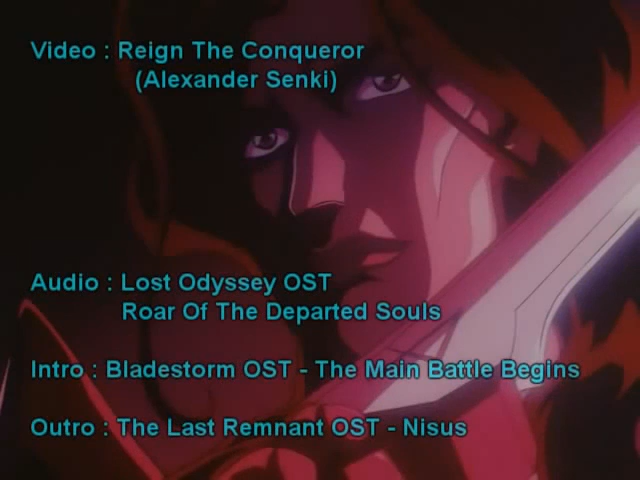 Video : Reign The Conqueror
(Alexander Senki)
Audio : Lost Odyssey OST
Roar Of The Departed Souls
Intro : Bladestorm OST - The Main Battle Begins
Outro : The Last Remnant OST - Nisus